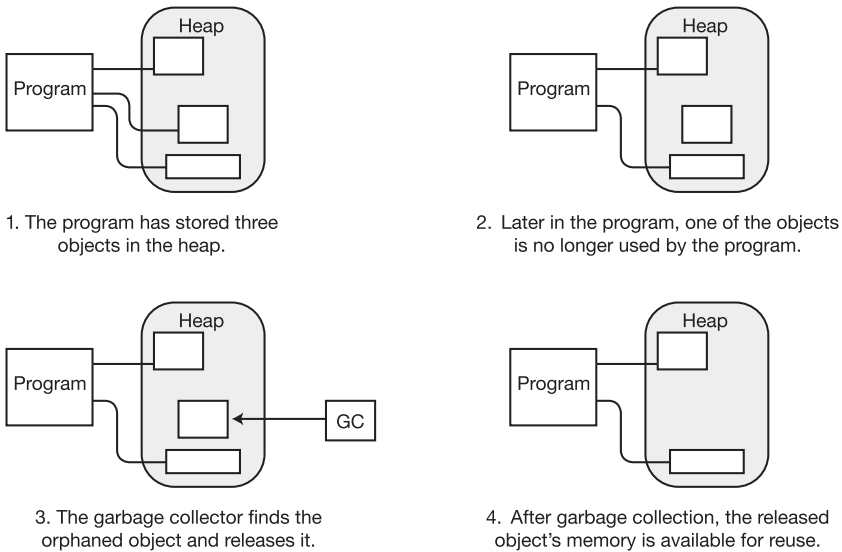 Heap
Program
1. The program has stored three
objects in the heap.
Heap
Program
2. Later in the program, one of the objects
is no longer used by the program.
Heap
Program
GC
3. The garbage collector finds the
orphaned object and releases it.
Heap
Program
4. After garbage collection, the released
object's memory is available for reuse.